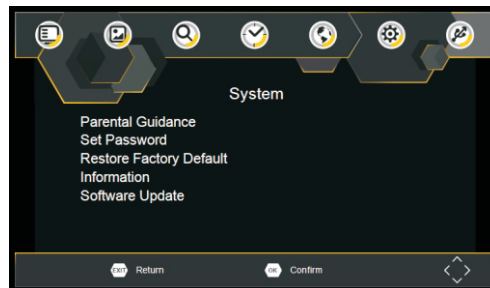 System
Parental Guidance
Set Password
Restore Factory Default
Information
Software Update
EXIT Return OK Confirm